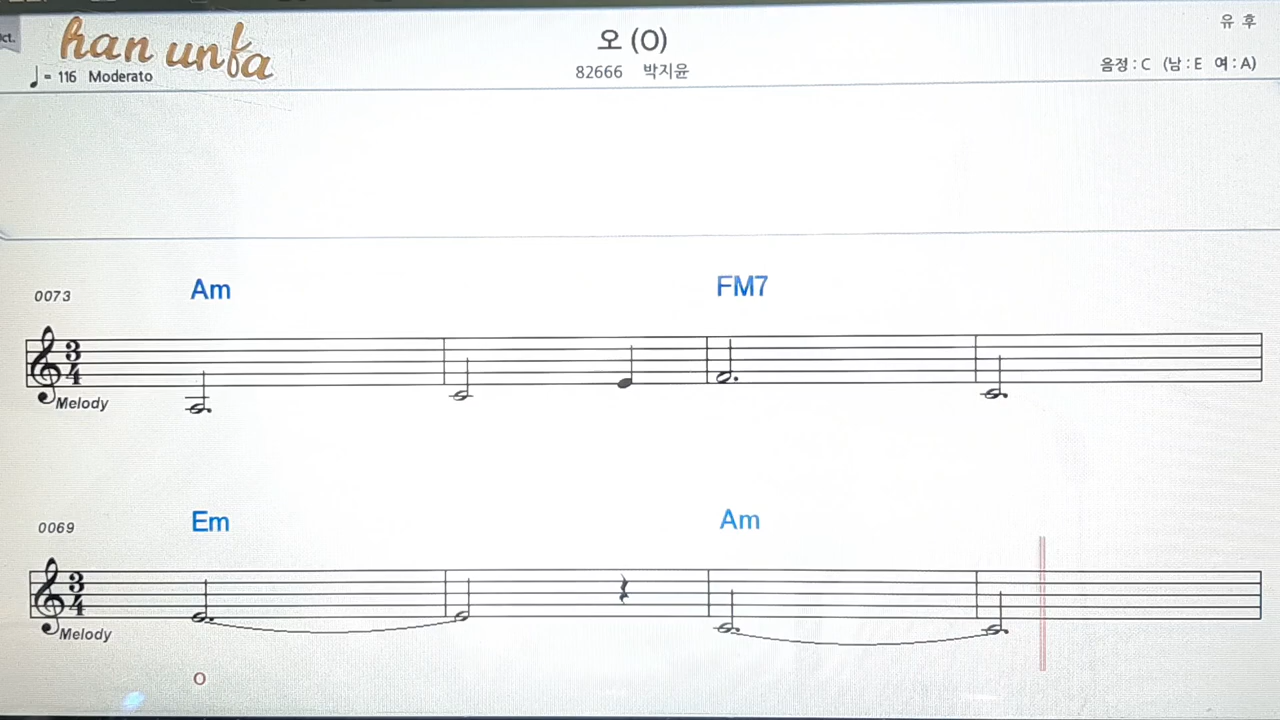 ict.
han unfa
♩= 116 Moderato
오 (O)
82666 박지윤
유 후
음정 : C (남 : E 여 : A)
0073
Am
FM7
3
4
Melody
0069
Em
Am
3
4
Melody
O